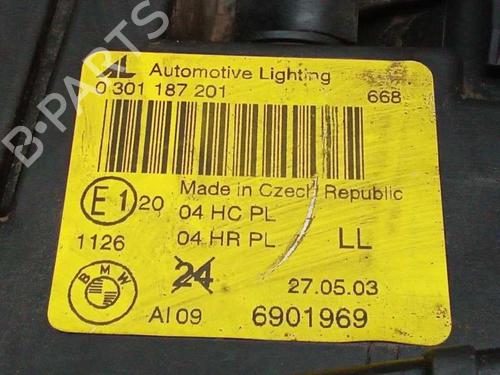 AL Automotive Lighting
0 301 187 201 668
Made in Czech Republic
E1 20 04 HC PL
1126 04 HR PL LL
24 27.05.03
BMW
AI 09 6901969
B-PARTS